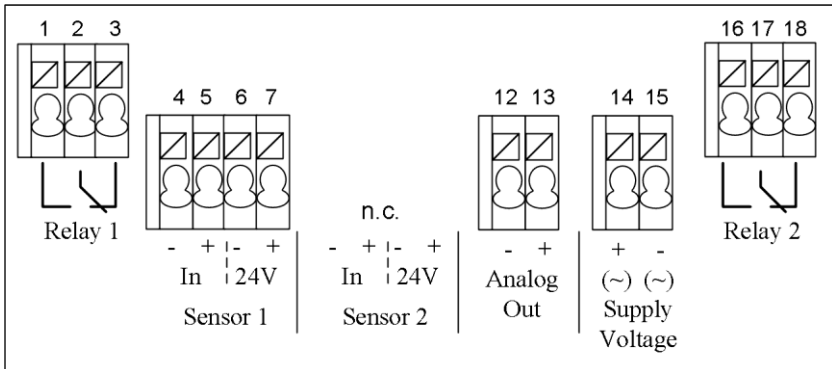 1 2 3
16 17 18
4 5 6 7
12 13
14 15
n.c.
Relay 1
Relay 2
- + - +
- + - +
- +
+ -
In 24V
In 24V
Analog
Out
(~) (~)
Supply
Voltage
Sensor 1
Sensor 2